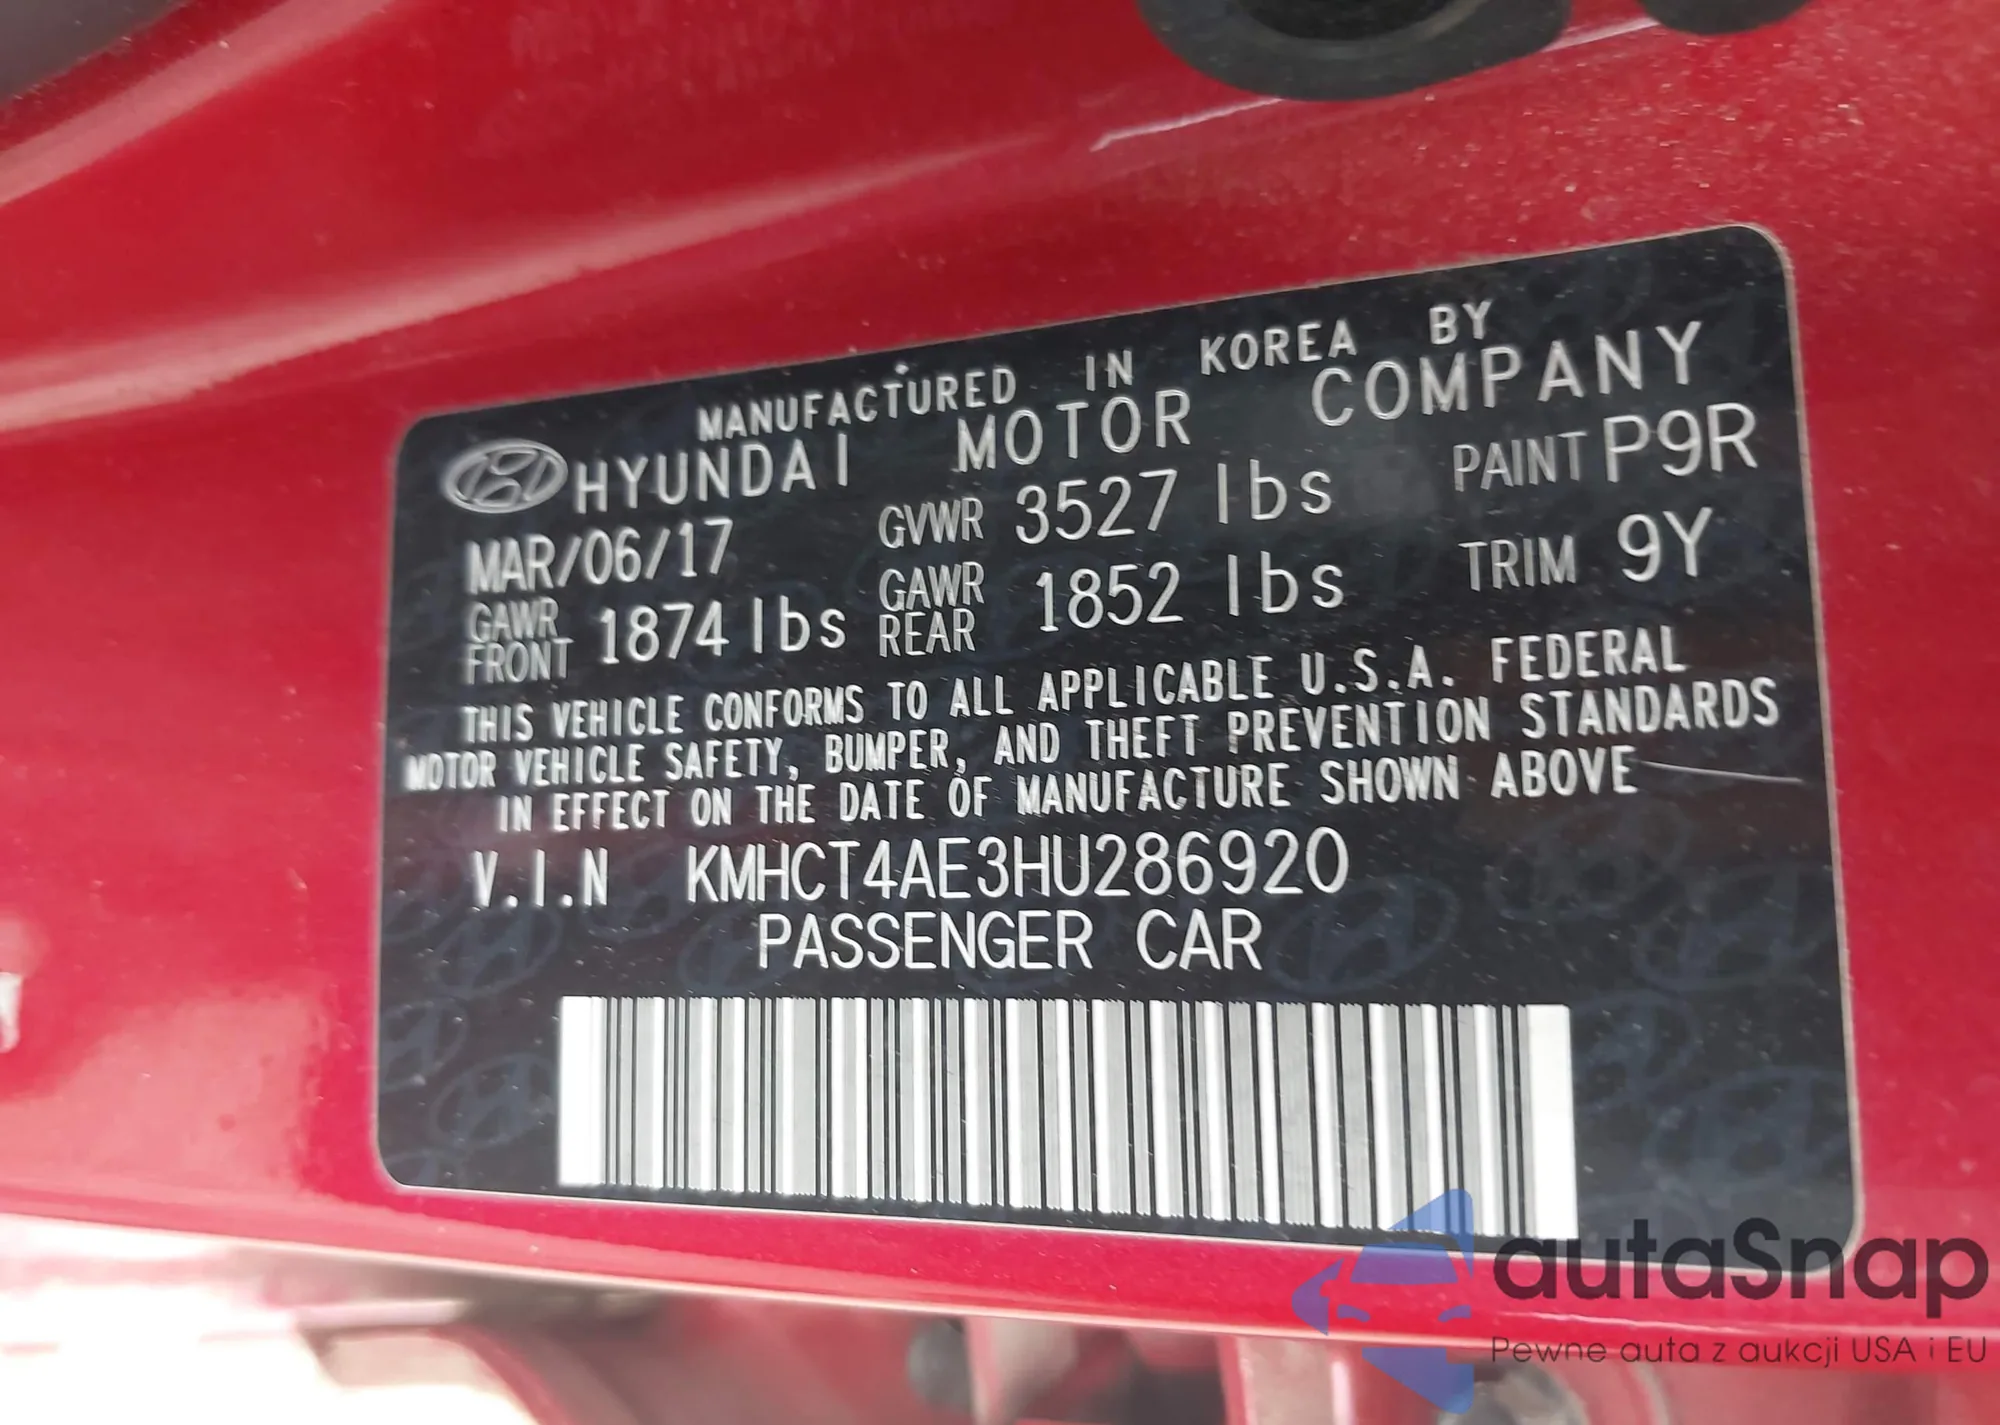 MANUFACTURED IN KOREA BY
HYUNDAI MOTOR COMPANY
MAR/06/17 GVWR 3527 lbs PAINT P9R
GAWR FRONT 1874 lbs GAWR REAR 1852 lbs TRIM 9Y
THIS VEHICLE CONFORMS TO ALL APPLICABLE U.S.A. FEDERAL
MOTOR VEHICLE SAFETY, BUMPER, AND THEFT PREVENTION STANDARDS
IN EFFECT ON THE DATE OF MANUFACTURE SHOWN ABOVE
V.I.N KMHCT4AE3HU286920
PASSENGER CAR
autaSnap
Pewne auta z aukcji USA i EU